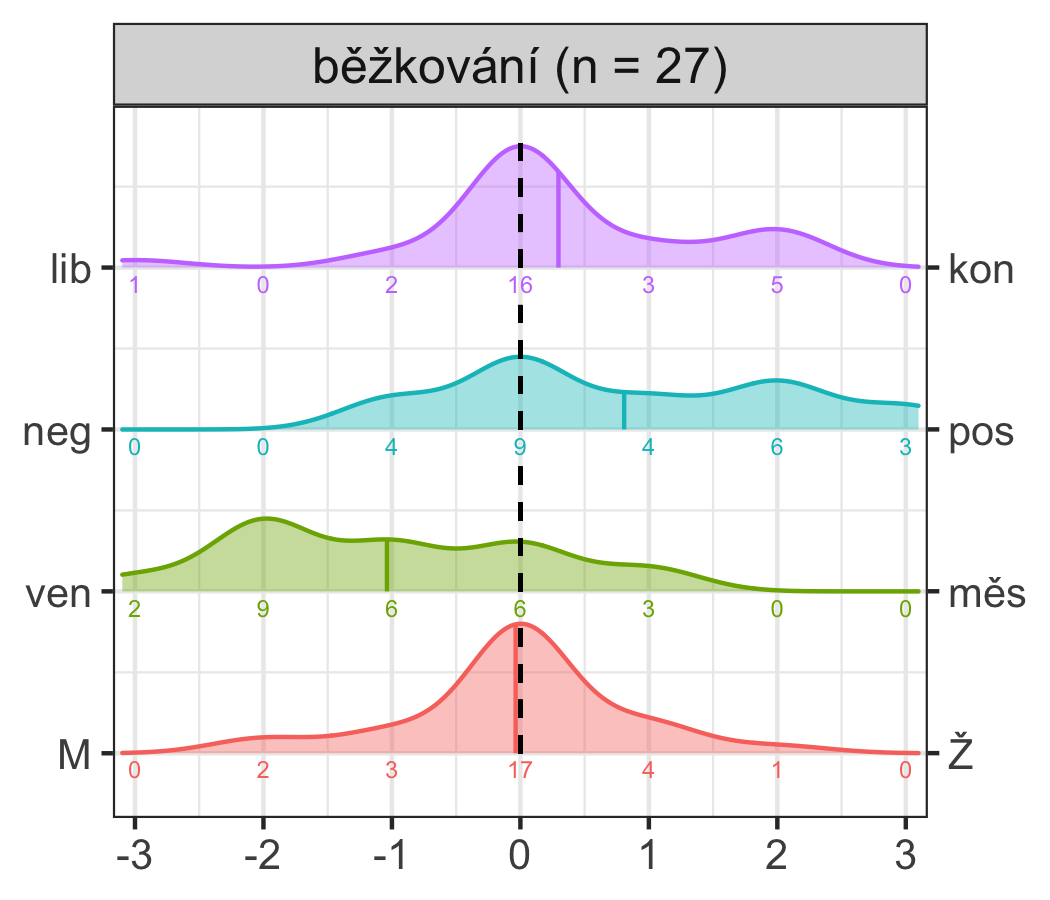 běžkování (n = 27)
lib kon
1 0 2 16 3 5 0
neg pos
0 0 4 9 4 6 3
ven měs
2 9 6 6 3 0 0
M Ž
0 2 3 17 4 1 0
-3 -2 -1 0 1 2 3